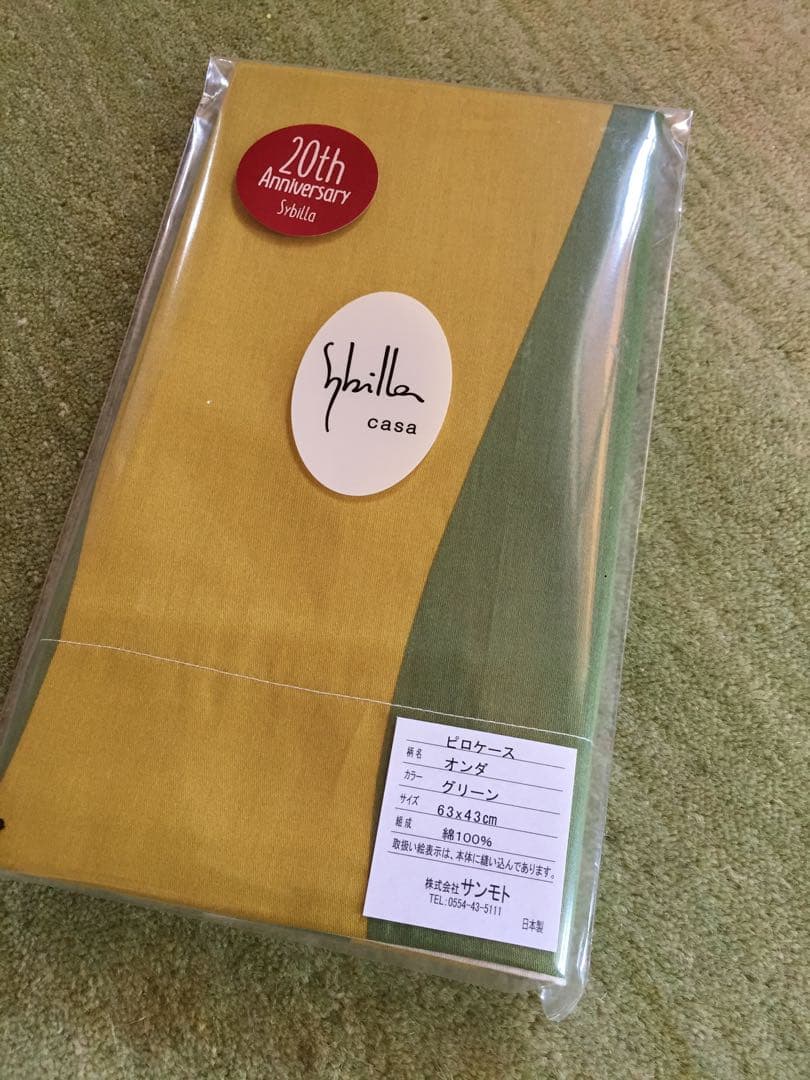 20th
Anniversary
Sybilla
Sybilla
casa
ピロケース
柄名 オンダ
カラー グリーン
サイズ 63x43cm
組成 綿100%
取扱い絵表示は、本体に縫い込んであります。
株式会社 サンモト
TEL:0554-43-5111
日本製